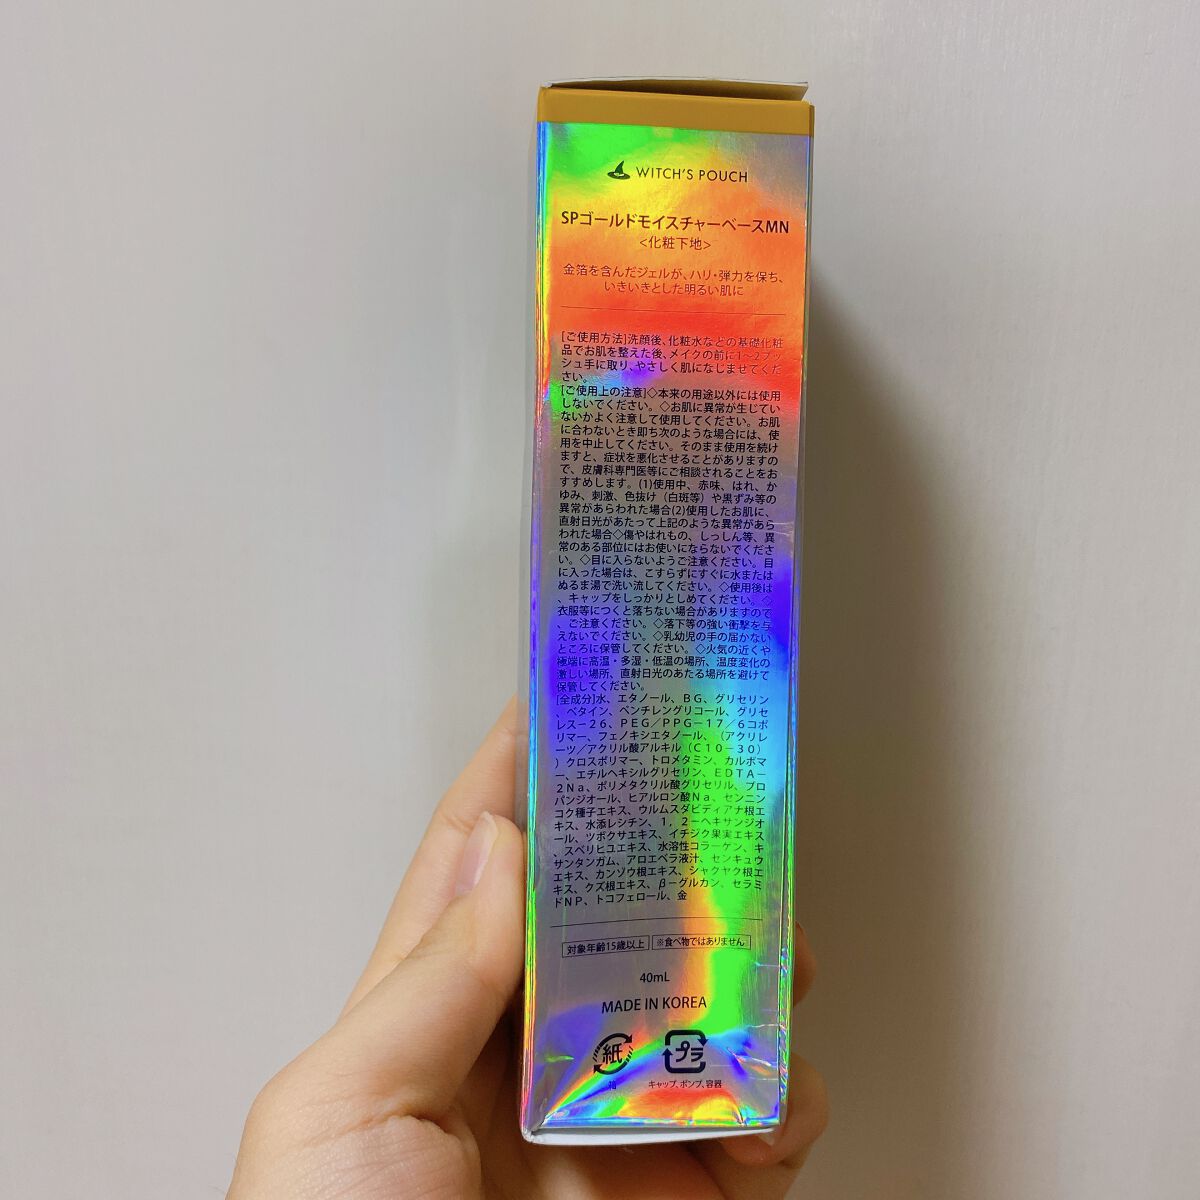 WITCH'S POUCH
SPゴールドモイスチャーベースMN
<化粧下地>
金箔を含んだジェルが、ハリ・弾力を保ち、
いきいきとした明るい肌に
[ご使用方法]洗顔後、化粧水などの基礎化粧
品でお肌を整えた後、メイクの前に1～2プッ
シュ手に取り、やさしく肌になじませてくだ
さい。
[ご使用上の注意]◇本来の用途以外には使用
しないでください。◇お肌に異常が生じてい
ないかよく注意して使用してください。お肌
に合わないとき即ち次のような場合には、使
用を中止してください。そのまま使用を続け
ますと、症状を悪化させることがありますの
で、皮膚科専門医等にご相談されることをお
すすめします。(1)使用中、赤味、はれ、か
ゆみ、刺激、色抜け（白斑等）や黒ずみ等の
異常があらわれた場合(2)使用したお肌に、
直射日光があたって上記のような異常があら
われた場合◇傷やはれもの、しっしん等、異
常のある部位にはお使いにならないでくださ
い。◇目に入らないようご注意ください。目
に入った場合は、こすらずにすぐに水または
ぬるま湯で洗い流してください。◇使用後は
、キャップをしっかりとしめてください。◇
衣服等につくと落ちない場合がありますので
、ご注意ください。◇落下等の強い衝撃を与
えないでください。◇乳幼児の手の届かない
ところに保管してください。◇火気の近くや
極端に高温・多湿・低温の場所、温度変化の
激しい場所、直射日光のあたる場所を避けて
保管してください。
[全成分]水、エタノール、ＢＧ、グリセリン
、ベタイン、ペンチレングリコール、グリセ
レス－２６、ＰＥＧ／ＰＰＧ－１７／６コポ
リマー、フェノキシエタノール、（アクリレ
ーツ／アクリル酸アルキル（Ｃ１０－３０）
）クロスポリマー、トロメタミン、カルボマ
ー、エチルヘキシルグリセリン、ＥＤＴＡ－
２Ｎａ、ポリメタクリル酸グリセリル、プロ
パンジオール、ヒアルロン酸Ｎａ、センニン
コク種子エキス、ウルムスダビディアナ根エ
キス、水添レシチン、１，２－ヘキサンジオ
ール、ツボクサエキス、イチジク果実エキス
、スベリヒユエキス、水溶性コラーゲン、キ
サンタンガム、アロエベラ液汁、センキュウ
エキス、カンゾウ根エキス、シャクヤク根エ
キス、クズ根エキス、β－グルカン、セラミ
ドＮＰ、トコフェロール、金
対象年齢15歳以上 ※食べ物ではありません
40mL
MADE IN KOREA
紙 プラ
箱 キャップ、ポンプ、容器